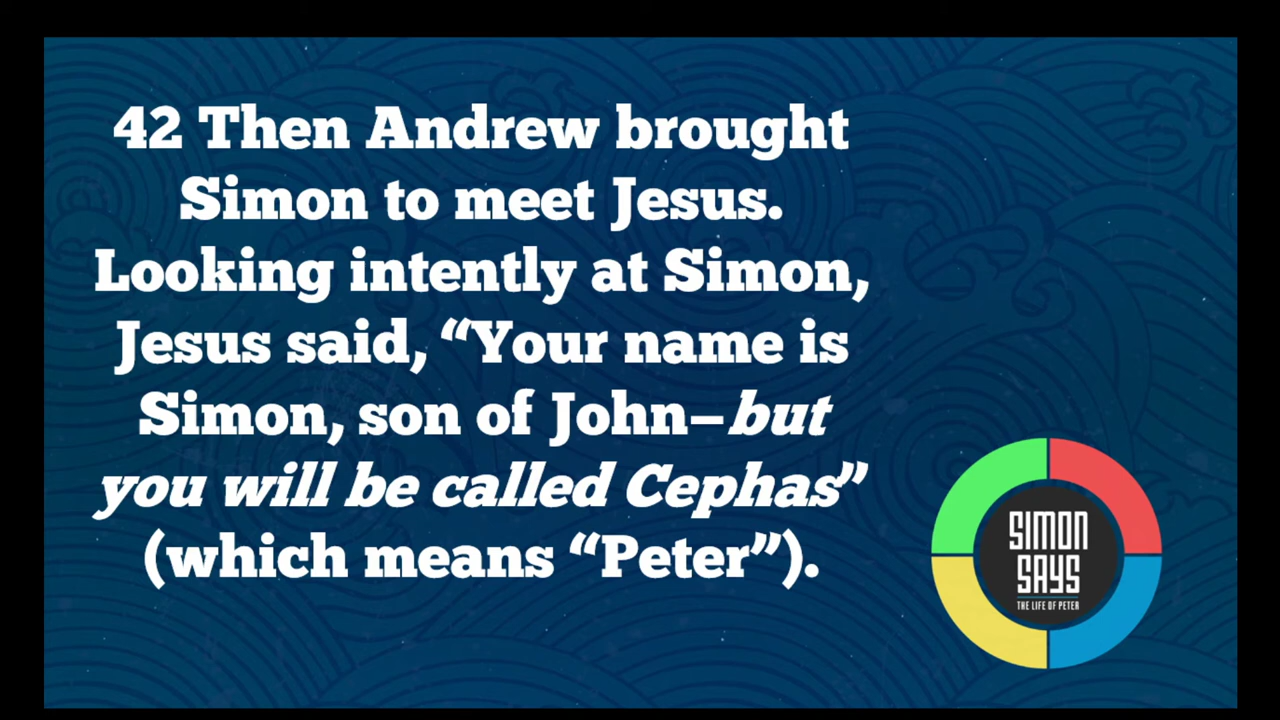 42 Then Andrew brought
Simon to meet Jesus.
Looking intently at Simon,
Jesus said, “Your name is
Simon, son of John—but
you will be called Cephas”
(which means “Peter”).
SIMON
SAYS
THE LIFE OF PETER